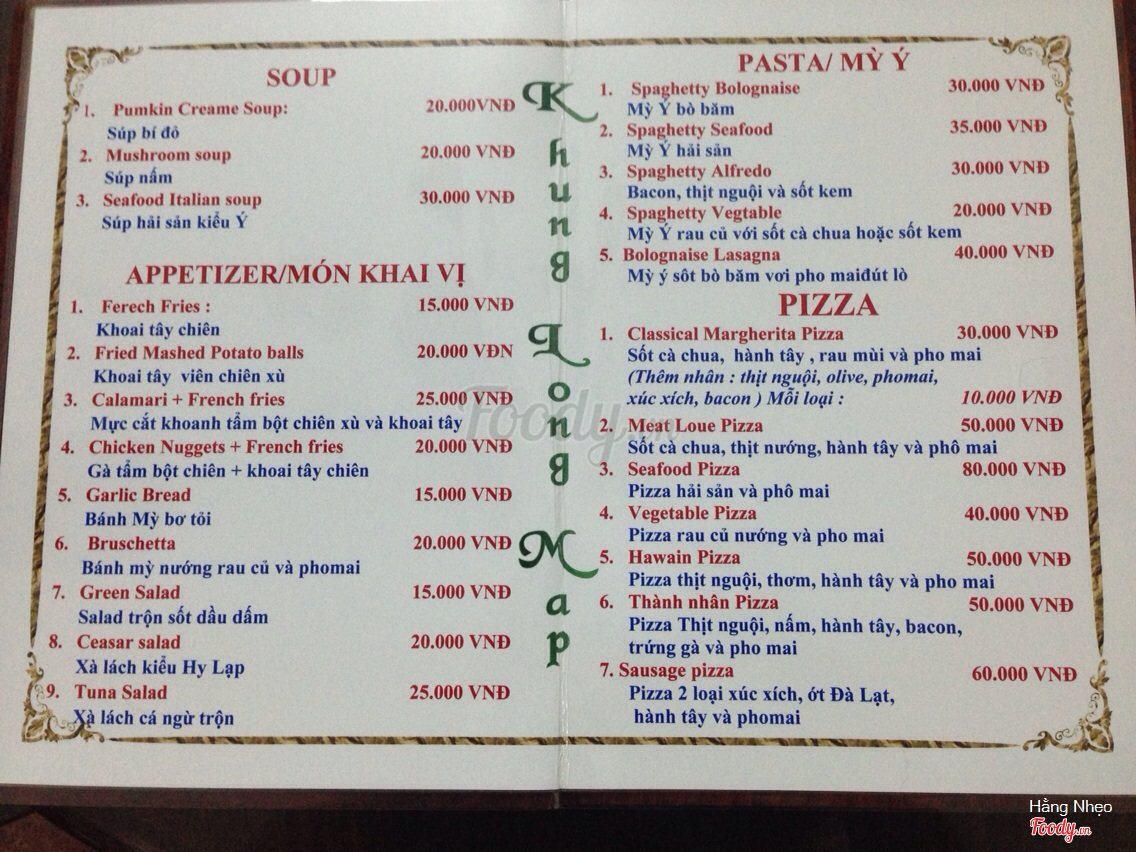 SOUP
1. Pumkin Creame Soup: 20.000VNĐ
Súp bí đỏ
2. Mushroom soup 20.000 VNĐ
Súp nấm
3. Seafood Italian soup 30.000 VNĐ
Súp hải sản kiểu Ý
APPETIZER/MÓN KHAI VỊ
1. Ferech Fries : 15.000 VNĐ
Khoai tây chiên
2. Fried Mashed Potato balls 20.000 VĐN
Khoai tây viên chiên xù
3. Calamari + French fries 25.000 VNĐ
Mực cắt khoanh tẩm bột chiên xù và khoai tây
4. Chicken Nuggets + French fries 20.000 VNĐ
Gà tẩm bột chiên + khoai tây chiên
5. Garlic Bread 15.000 VNĐ
Bánh Mỳ bơ tỏi
6. Bruschetta 20.000 VNĐ
Bánh mỳ nướng rau củ và phomai
7. Green Salad 15.000 VNĐ
Salad trộn sốt dầu dấm
8. Ceasar salad 20.000 VNĐ
Xà lách kiểu Hy Lạp
9. Tuna Salad 25.000 VNĐ
Xà lách cá ngừ trộn
Khung Long Map
PASTA/ MỲ Ý
1. Spaghetty Bolognaise 30.000 VNĐ
Mỳ Ý bò băm
2. Spaghetty Seafood 35.000 VNĐ
Mỳ Ý hải sản
3. Spaghetty Alfredo 30.000 VNĐ
Bacon, thịt nguội và sốt kem
4. Spaghetty Vegtable 20.000 VNĐ
Mỳ Ý rau củ với sốt cà chua hoặc sốt kem
5. Bolognaise Lasagna 40.000 VNĐ
Mỳ ý sôt bò băm vơi pho maiđút lò
PIZZA
1. Classical Margherita Pizza 30.000 VNĐ
Sốt cà chua, hành tây , rau mùi và pho mai
(Thêm nhân : thịt nguội, olive, phomai,
xúc xích, bacon ) Mỗi loại : 10.000 VNĐ
2. Meat Loue Pizza 50.000 VNĐ
Sốt cà chua, thịt nướng, hành tây và phô mai
3. Seafood Pizza 80.000 VNĐ
Pizza hải sản và phô mai
4. Vegetable Pizza 40.000 VNĐ
Pizza rau củ nướng và pho mai
5. Hawain Pizza 50.000 VNĐ
Pizza thịt nguội, thơm, hành tây và pho mai
6. Thành nhân Pizza 50.000 VNĐ
Pizza Thịt nguội, nấm, hành tây, bacon,
trứng gà và pho mai
7. Sausage pizza 60.000 VNĐ
Pizza 2 loại xúc xích, ớt Đà Lạt,
hành tây và phomai
Foody.vn
Hằng Nhẹo
Foody.vn